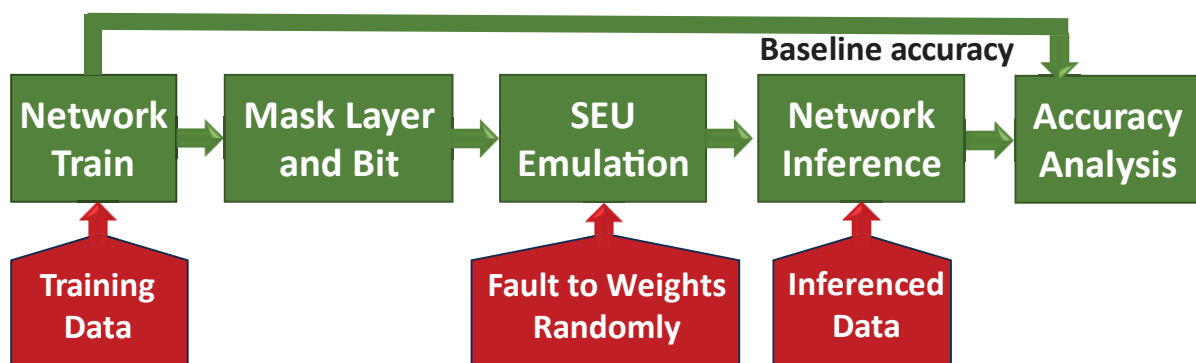 Baseline accuracy
Network
Train
Mask Layer
and Bit
SEU
Emulation
Network
Inference
Accuracy
Analysis
Training
Data
Fault to Weights
Randomly
Inferenced
Data